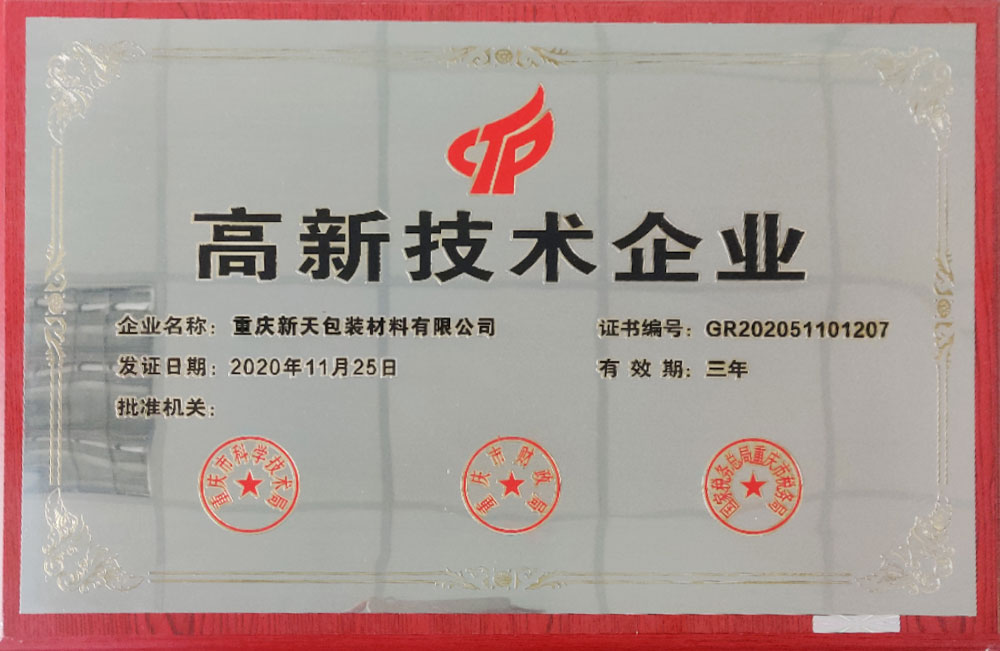 CTP
高新技术企业
企业名称：重庆新天包装材料有限公司
证书编号：GR202051101207
发证日期：2020年11月25日
有效期：三年
批准机关：
重庆市科学技术局
重庆市财政局
国家税务总局重庆市税务局